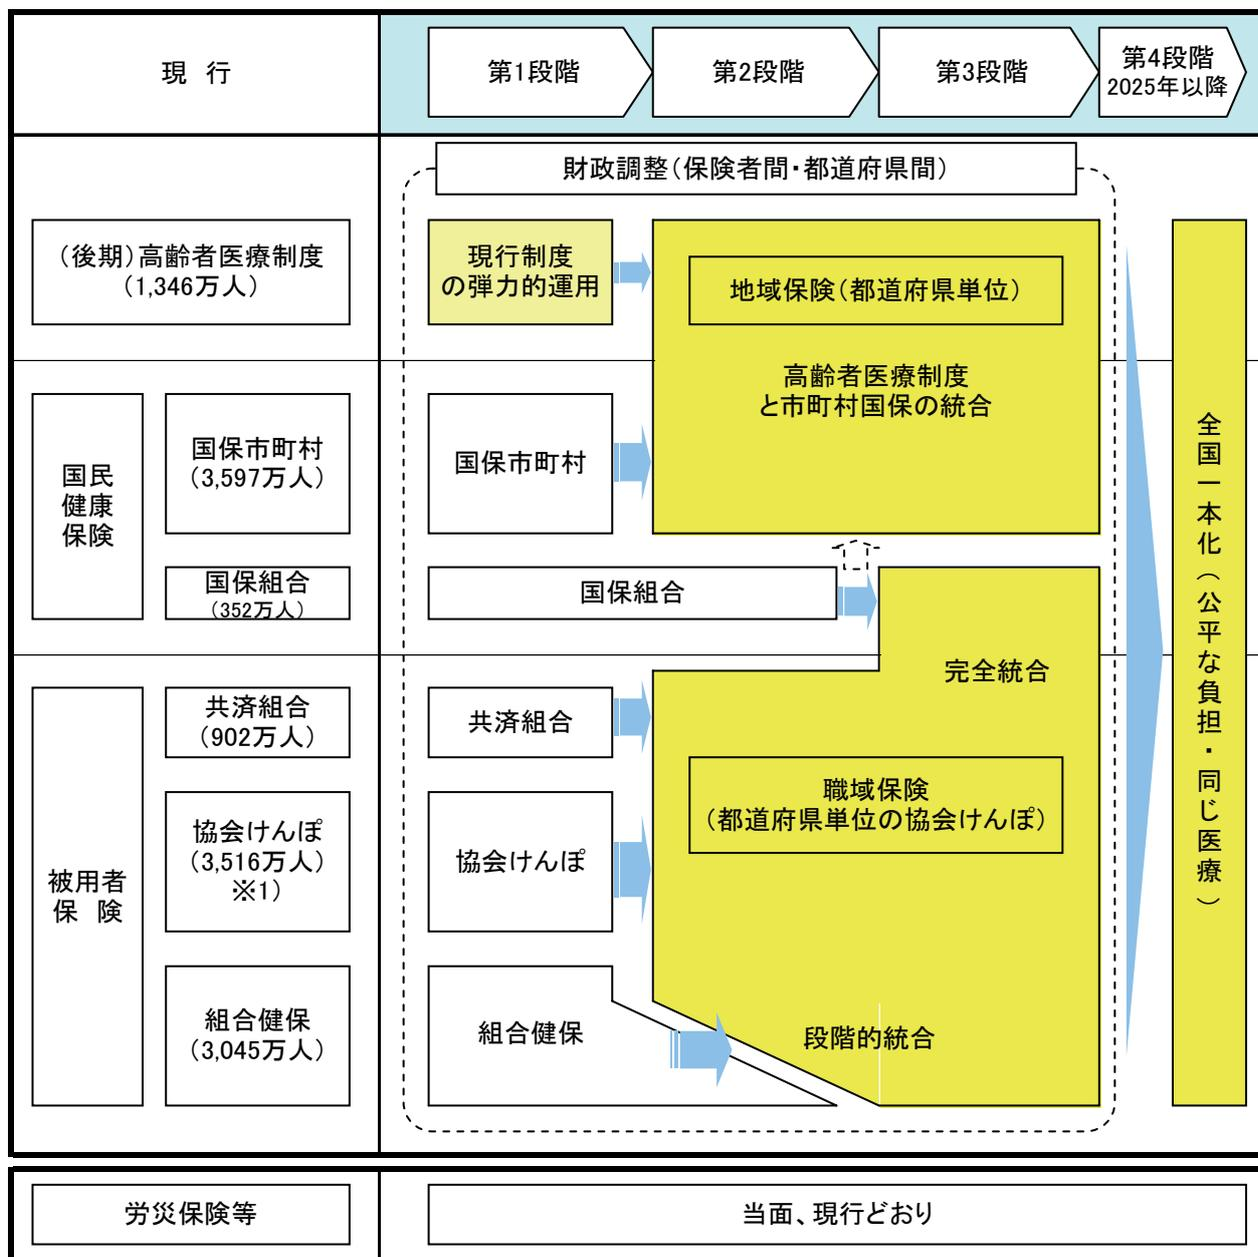 現 行
第1段階
第2段階
第3段階
第4段階
2025年以降
財政調整(保険者間・都道府県間)
(後期)高齢者医療制度
(1,346万人)
現行制度
の弾力的運用
地域保険(都道府県単位)
高齢者医療制度
と市町村国保の統合
国民
健康
保険
国保市町村
(3,597万人)
国保市町村
国保組合
(352万人)
国保組合
完全統合
被用者
保 険
共済組合
(902万人)
共済組合
協会けんぽ
(3,516万人)
※1)
協会けんぽ
職域保険
(都道府県単位の協会けんぽ)
組合健保
(3,045万人)
組合健保
段階的統合
全国一本化(公平な負担・同じ医療)
労災保険等
当面、現行どおり